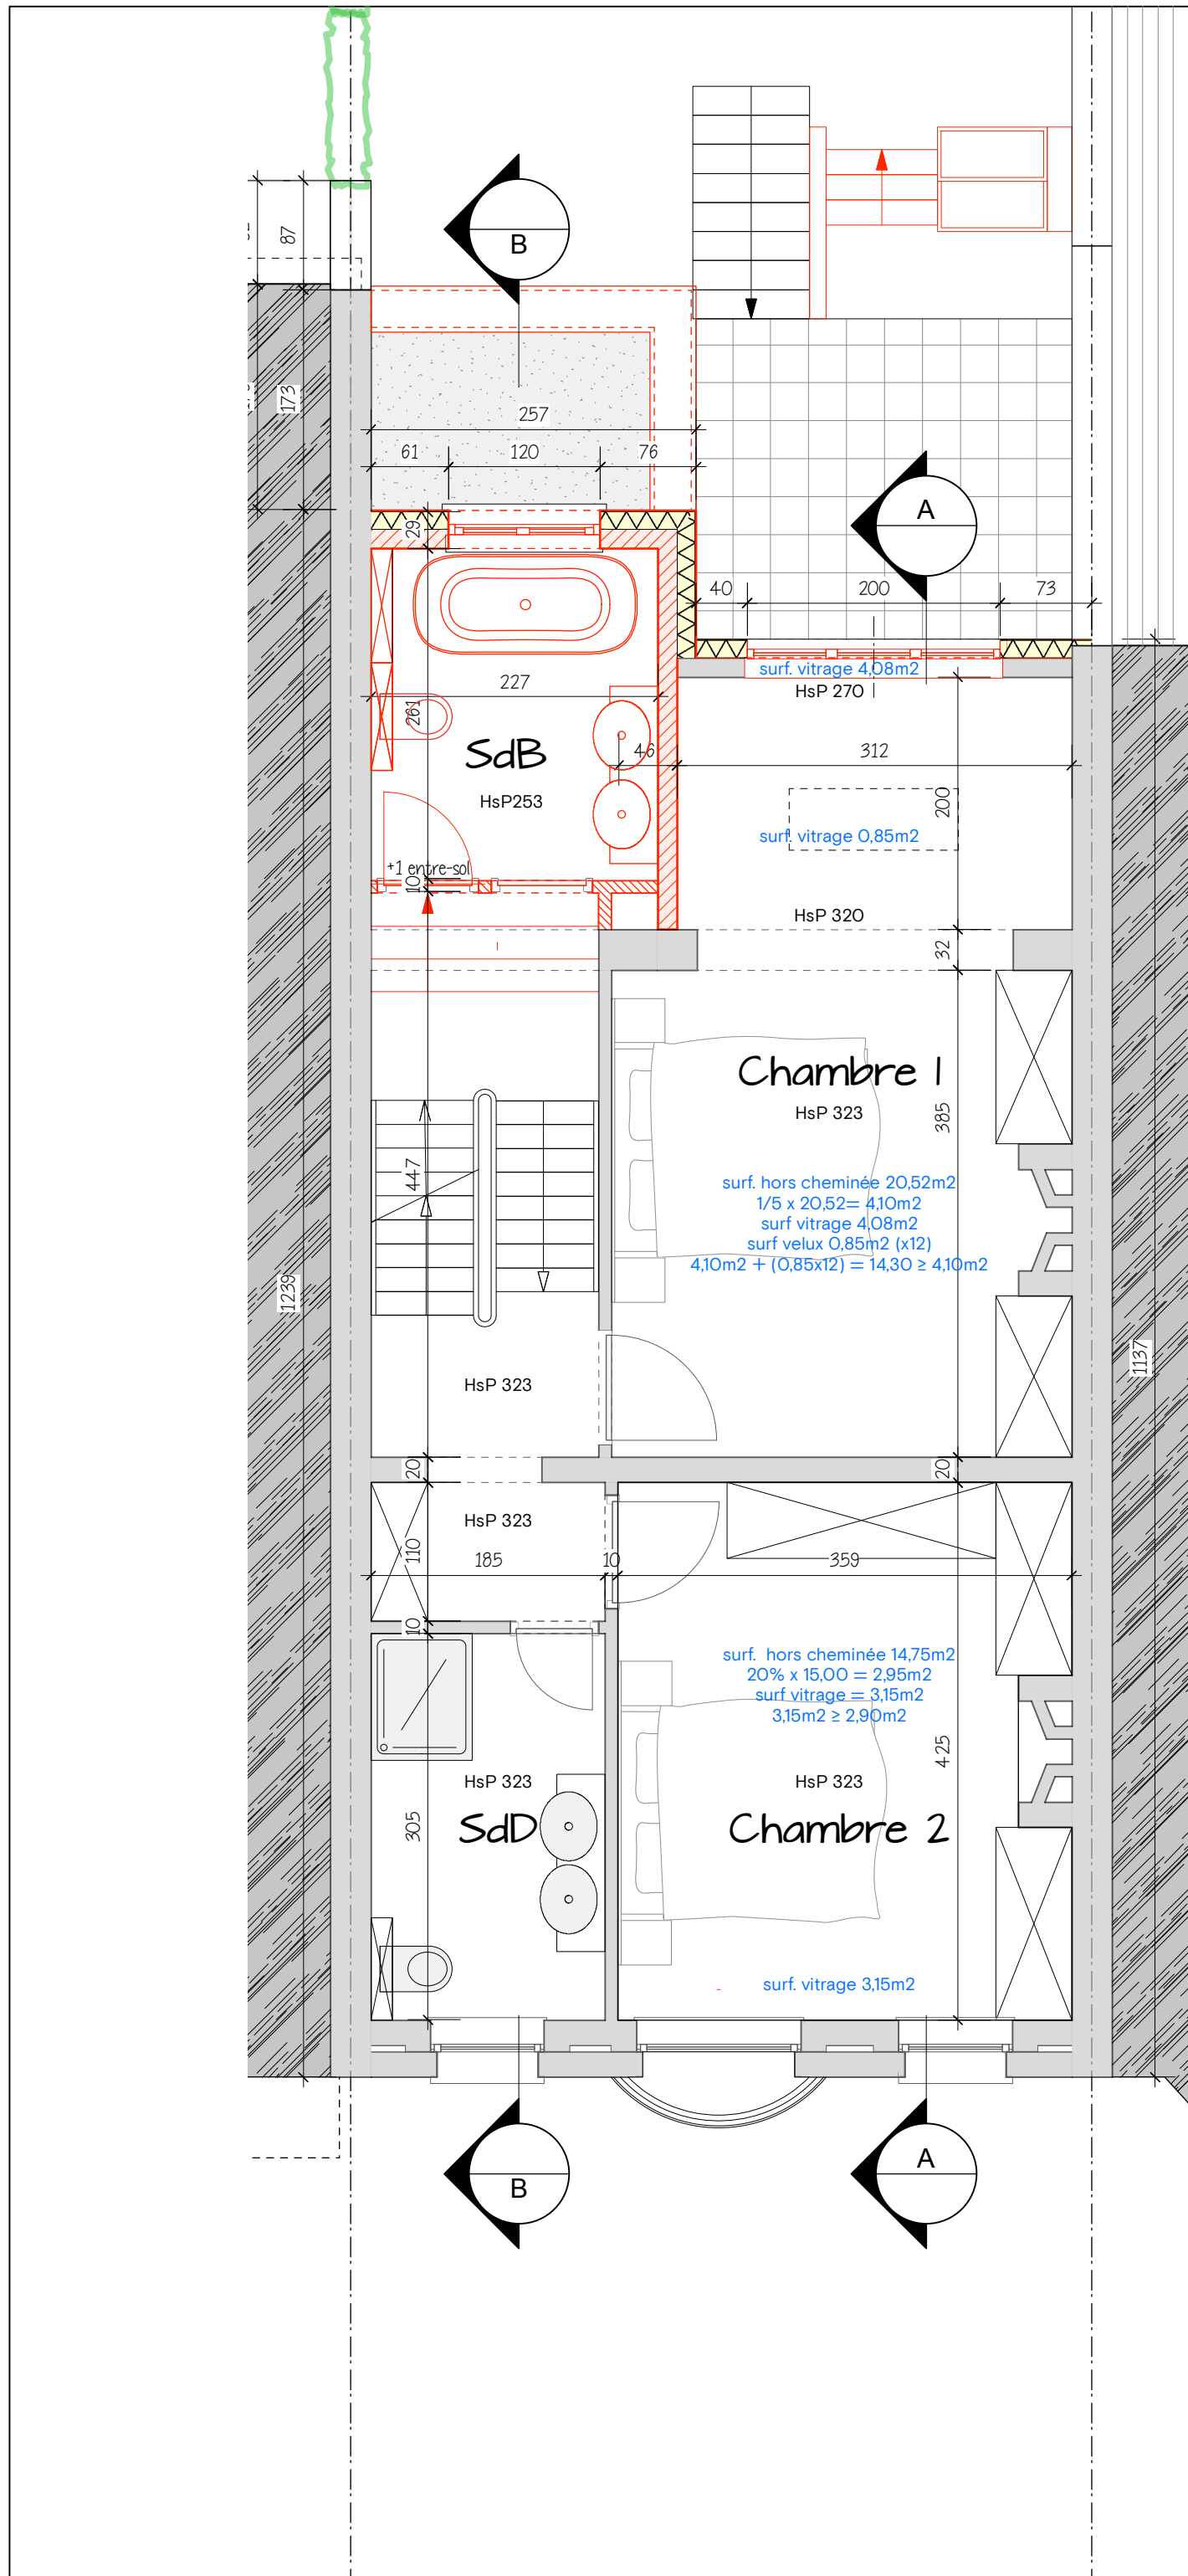 87
B
173
257
61 120 76
A
29
40 200 73
surf. vitrage 4,08m2
HsP 270
227
261
SdB
46
312
HsP253
200
surf. vitrage 0,85m2
+1 entre-sol
10
HsP 320
32
Chambre 1
HsP 323
385
447
surf. hors cheminée 20,52m2
1/5 x 20,52= 4,10m2
surf vitrage 4,08m2
surf velux 0,85m2 (x12)
4,10m2 + (0,85x12) = 14,30 ≥ 4,10m2
1239
1137
HsP 323
20
20
HsP 323
110
185 10 359
10
surf. hors cheminée 14,75m2
20% x 15,00 = 2,95m2
surf vitrage = 3,15m2
3,15m2 ≥ 2,90m2
425
HsP 323
HsP 323
305
SdD
Chambre 2
surf. vitrage 3,15m2
B
A